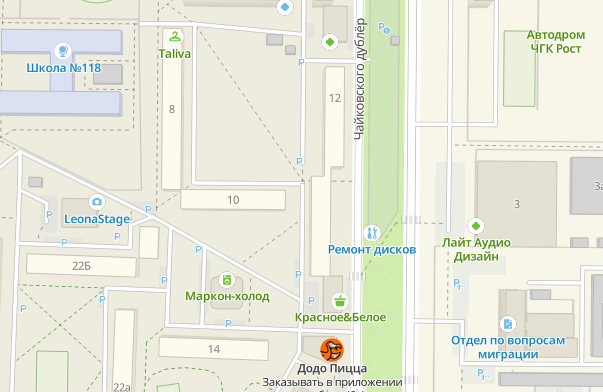 Автодром
ЧГК Рост
Чайковского дублёр
Taliva
Школа №118
8
12
3
За
10
LeonaStage
Ремонт дисков
Лайт Аудио
Дизайн
22Б
Маркон-холод
Красное&Белое
Отдел по вопросам
миграции
14
Додо Пицца
Заказывать в приложении
22а